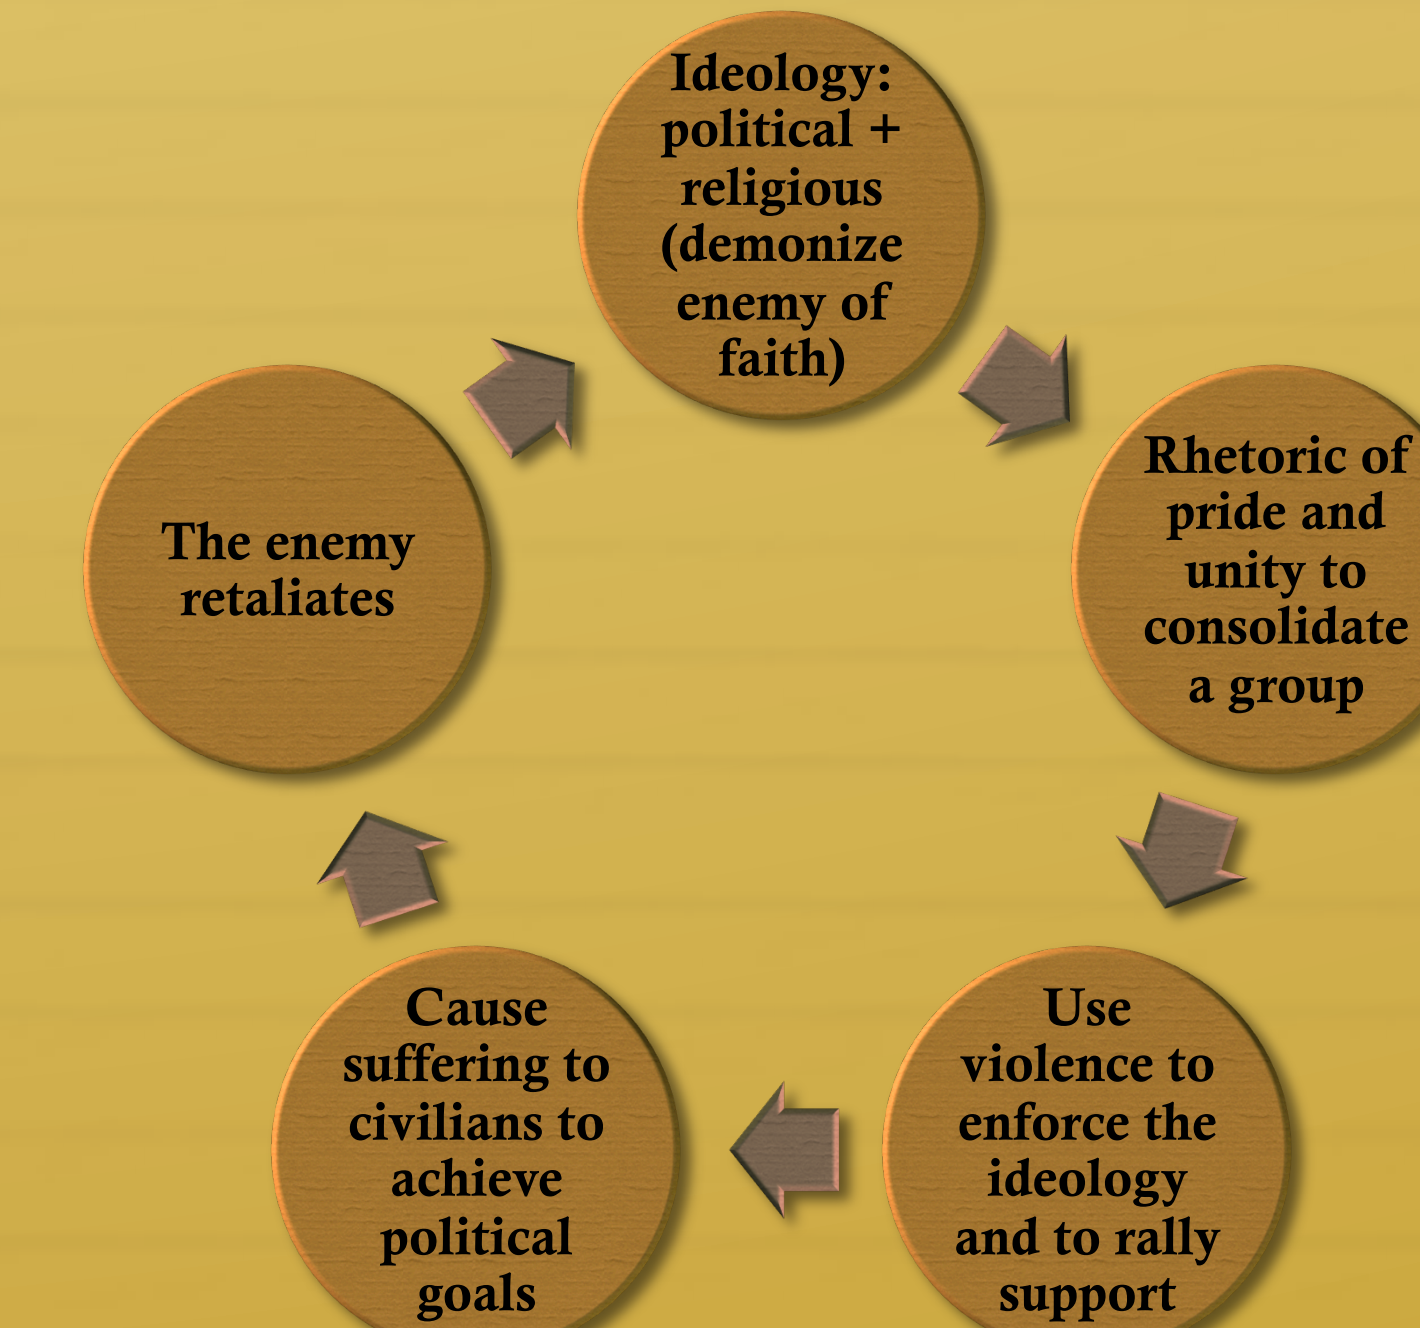 Ideology:
political +
religious
(demonize
enemy of
faith)
Rhetoric of
pride and
unity to
consolidate
a group
Use
violence to
enforce the
ideology
and to rally
support
Cause
suffering to
civilians to
achieve
political
goals
The enemy
retaliates